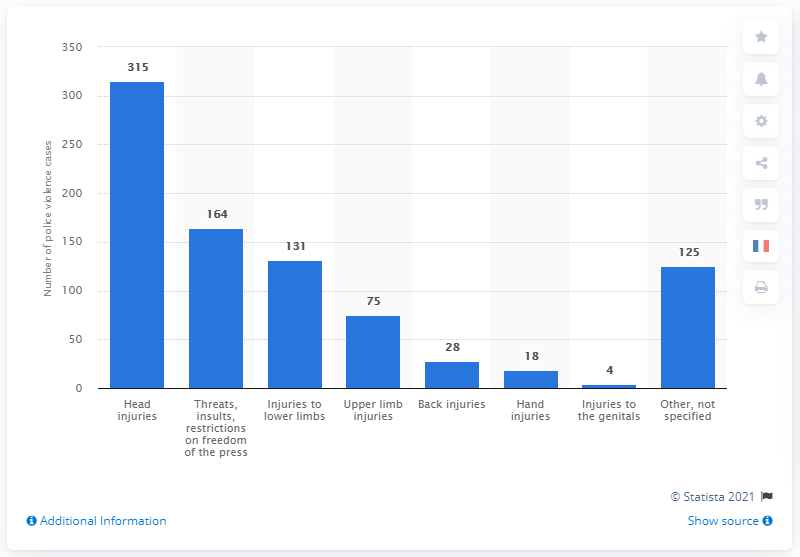 Number of police violence cases
350
300
250
200
150
100
50
0
315
164
131
75
28
18
4
125
Head
injuries
Threats,
insults,
restrictions
on freedom
of the press
Injuries to
lower limbs
Upper limb
injuries
Back injuries
Hand
injuries
Injuries to
the genitals
Other, not
specified
© Statista 2021
Additional Information
Show source